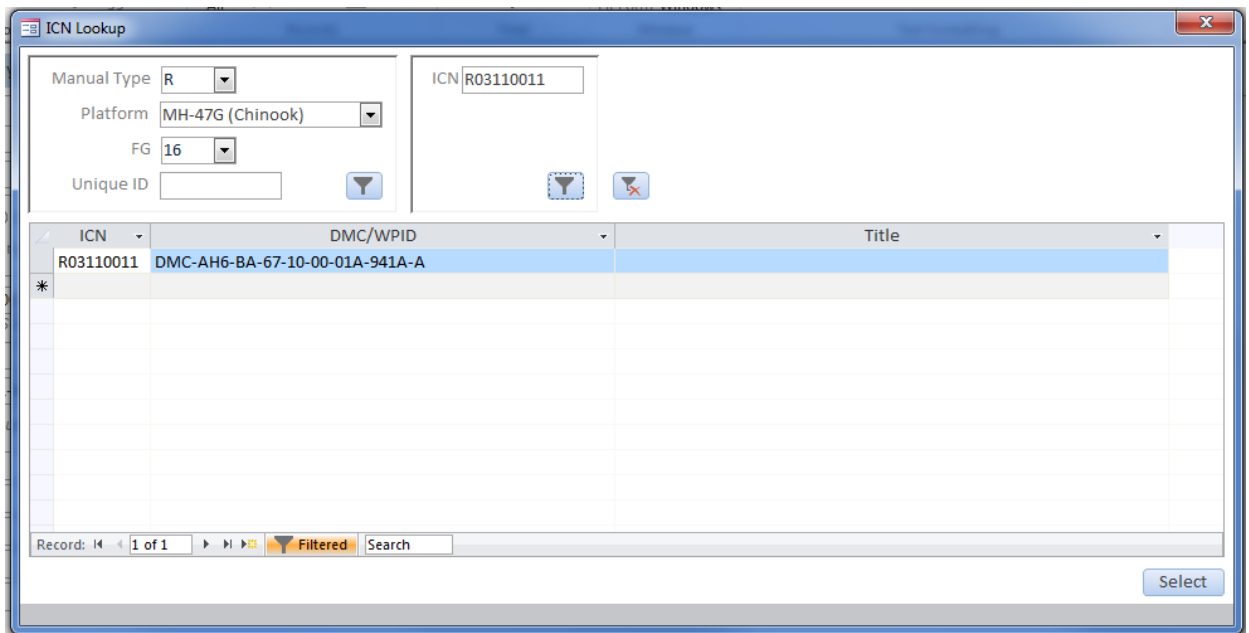 ICN Lookup
Manual Type R
Platform MH-47G (Chinook)
FG 16
Unique ID
ICN R03110011
ICN DMC/WPID Title
R03110011 DMC-AH6-BA-67-10-00-01A-941A-A
Record: 1 of 1 Filtered Search
Select